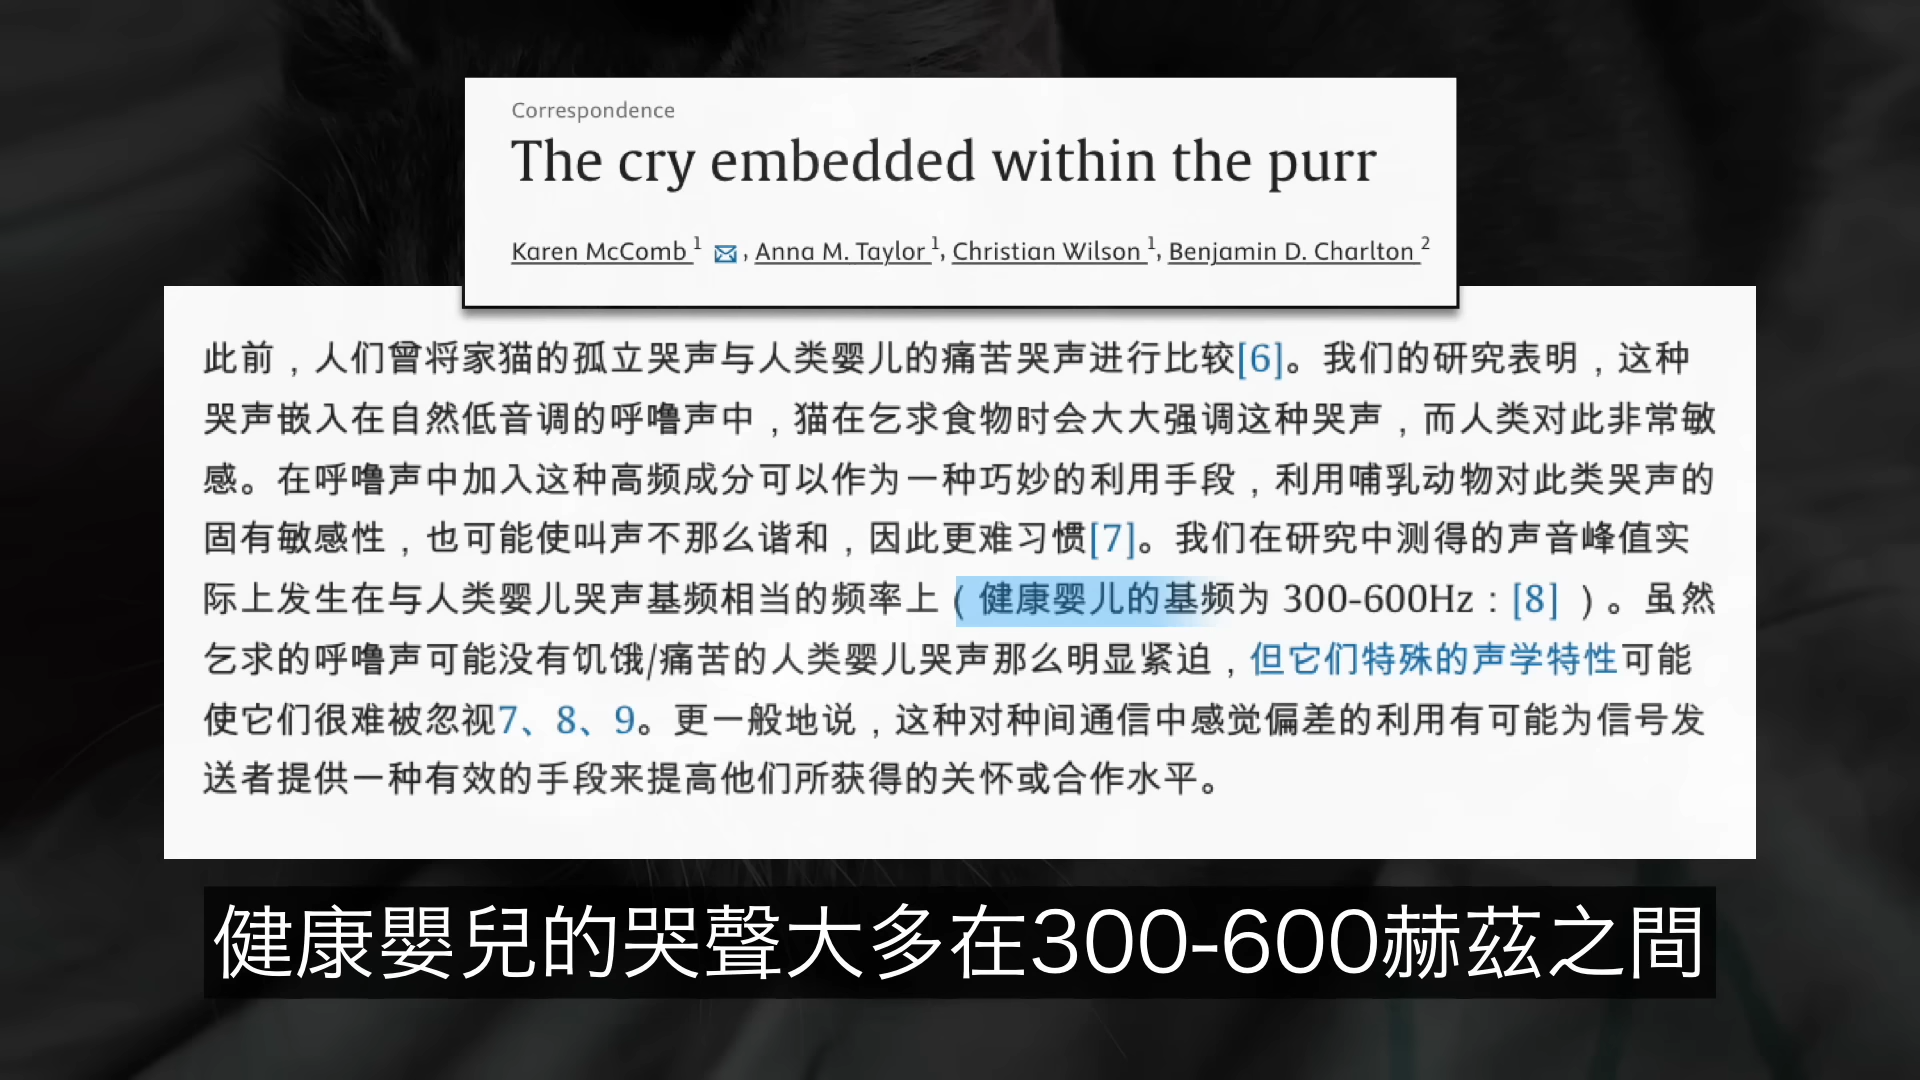 Correspondence
The cry embedded within the purr
Karen McComb 1 , Anna M. Taylor 1, Christian Wilson 1, Benjamin D. Charlton 2
此前，人们曾将家猫的孤立哭声与人类婴儿的痛苦哭声进行比较[6]。我们的研究表明，这种
哭声嵌入在自然低音调的呼噜声中，猫在乞求食物时会大大强调这种哭声，而人类对此非常敏
感。在呼噜声中加入这种高频成分可以作为一种巧妙的利用手段，利用哺乳动物对此类哭声的
固有敏感性，也可能使叫声不那么谐和，因此更难习惯[7]。我们在研究中测得的声音峰值实
际上发生在与人类婴儿哭声基频相当的频率上（健康婴儿的基频为 300-600Hz：[8] ）。虽然
乞求的呼噜声可能没有饥饿/痛苦的人类婴儿哭声那么明显紧迫，但它们特殊的声学特性可能
使它们很难被忽视7、8、9。更一般地说，这种对种间通信中感觉偏差的利用有可能为信号发
送者提供一种有效的手段来提高他们所获得的关怀或合作水平。
健康嬰兒的哭聲大多在300-600赫茲之間